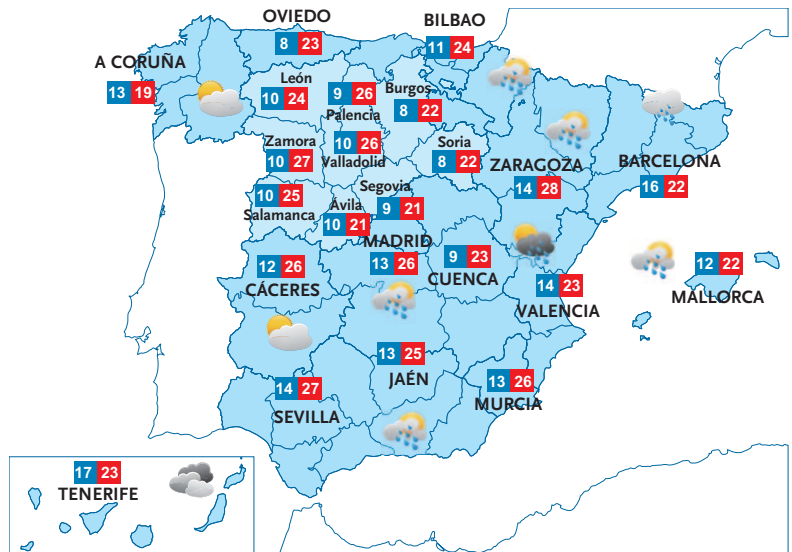 OVIEDO
8 23
BILBAO
11 24
A CORUÑA
13 19
León
10 24
9 26
Palencia
Burgos
8 22
Zamora
10 27
10 26
Valladolid
Soria
8 22
ZARAGOZA
14 28
BARCELONA
16 22
10 25
Salamanca
Ávila
10 21
Segovia
9 21
MADRID
13 26
9 23
CUENCA
12 26
CÁCERES
14 23
VALENCIA
12 22
MALLORCA
13 25
JAÉN
14 27
SEVILLA
13 26
MURCIA
17 23
TENERIFE